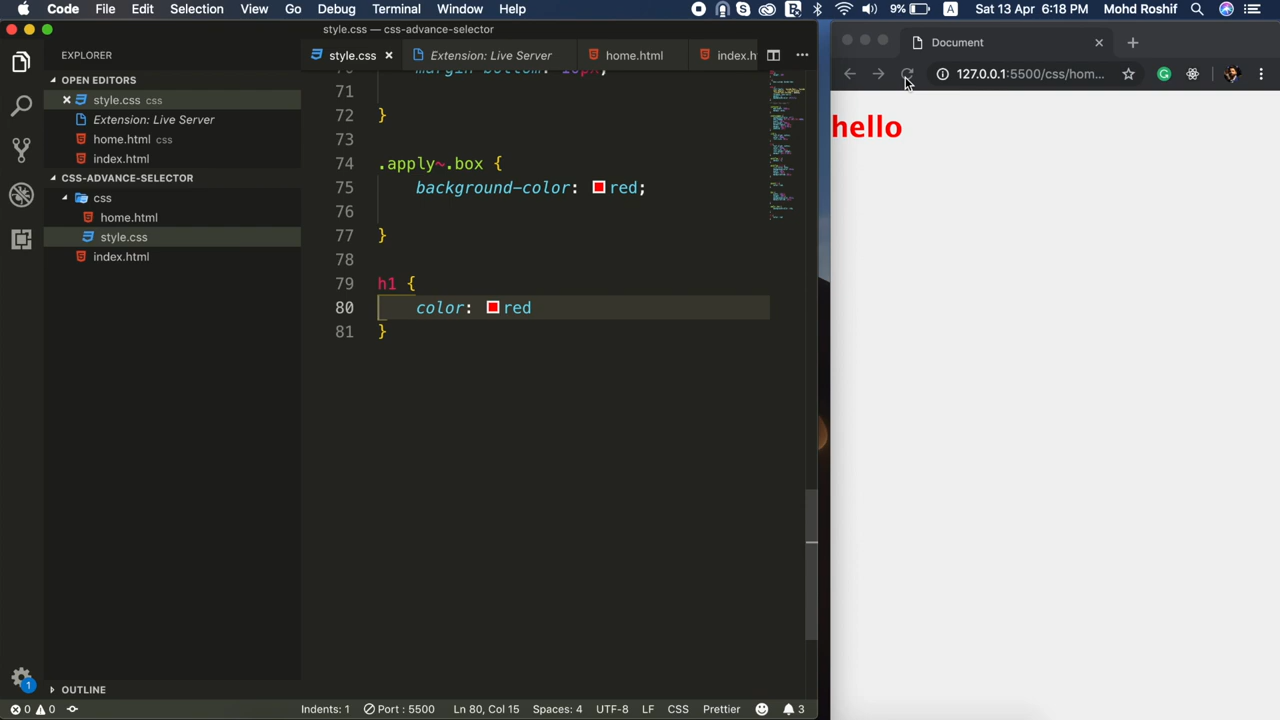 Code File Edit Selection View Go Debug Terminal Window Help 9% A Sat 13 Apr 6:18 PM Mohd Roshif
style.css — css-advance-selector
EXPLORER
OPEN EDITORS
style.css css
Extension: Live Server
home.html css
index.html
CSS-ADVANCE-SELECTOR
css
home.html
style.css
index.html
OUTLINE
style.css Extension: Live Server home.html index.h
71
72 }
73
74 .apply~.box {
75 background-color: red;
76
77 }
78
79 h1 {
80 color: red
81 }
0 0 Indents: 1 Port : 5500 Ln 80, Col 15 Spaces: 4 UTF-8 LF CSS Prettier 3
1
Document
127.0.0.1:5500/css/hom...
hello